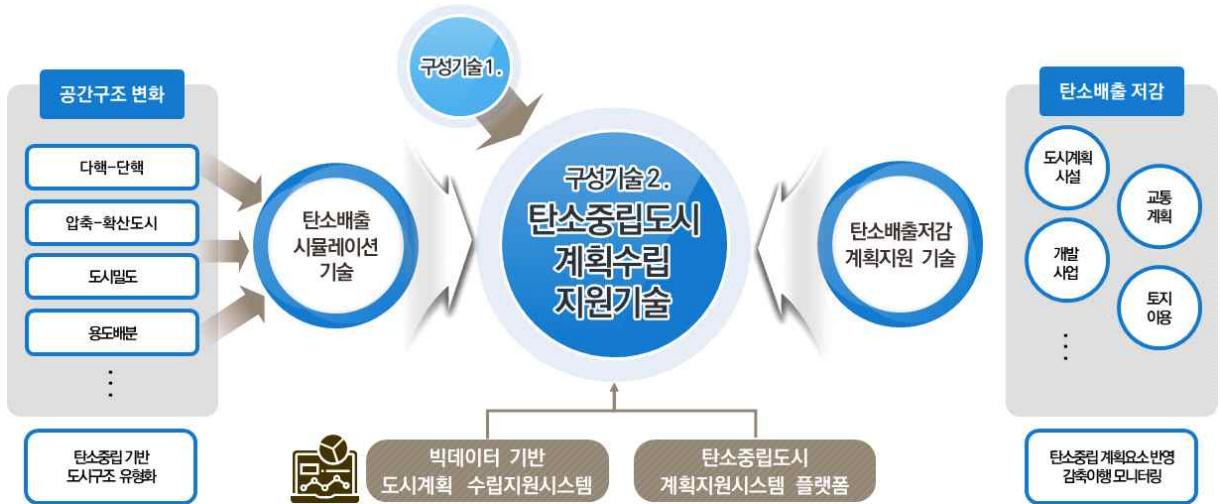 구성기술1.
공간구조 변화
다핵-단핵
압축-확산도시
도시밀도
용도배분
⋮
탄소중립 기반
도시구조 유형화
탄소배출
시뮬레이션
기술
구성기술2.
탄소중립도시
계획수립
지원기술
탄소배출저감
계획지원 기술
탄소배출 저감
도시계획
시설
교통
계획
개발
사업
토지
이용
⋮
탄소중립 계획요소 반영
감축이행 모니터링
빅데이터 기반
도시계획 수립지원시스템
탄소중립도시
계획지원시스템 플랫폼